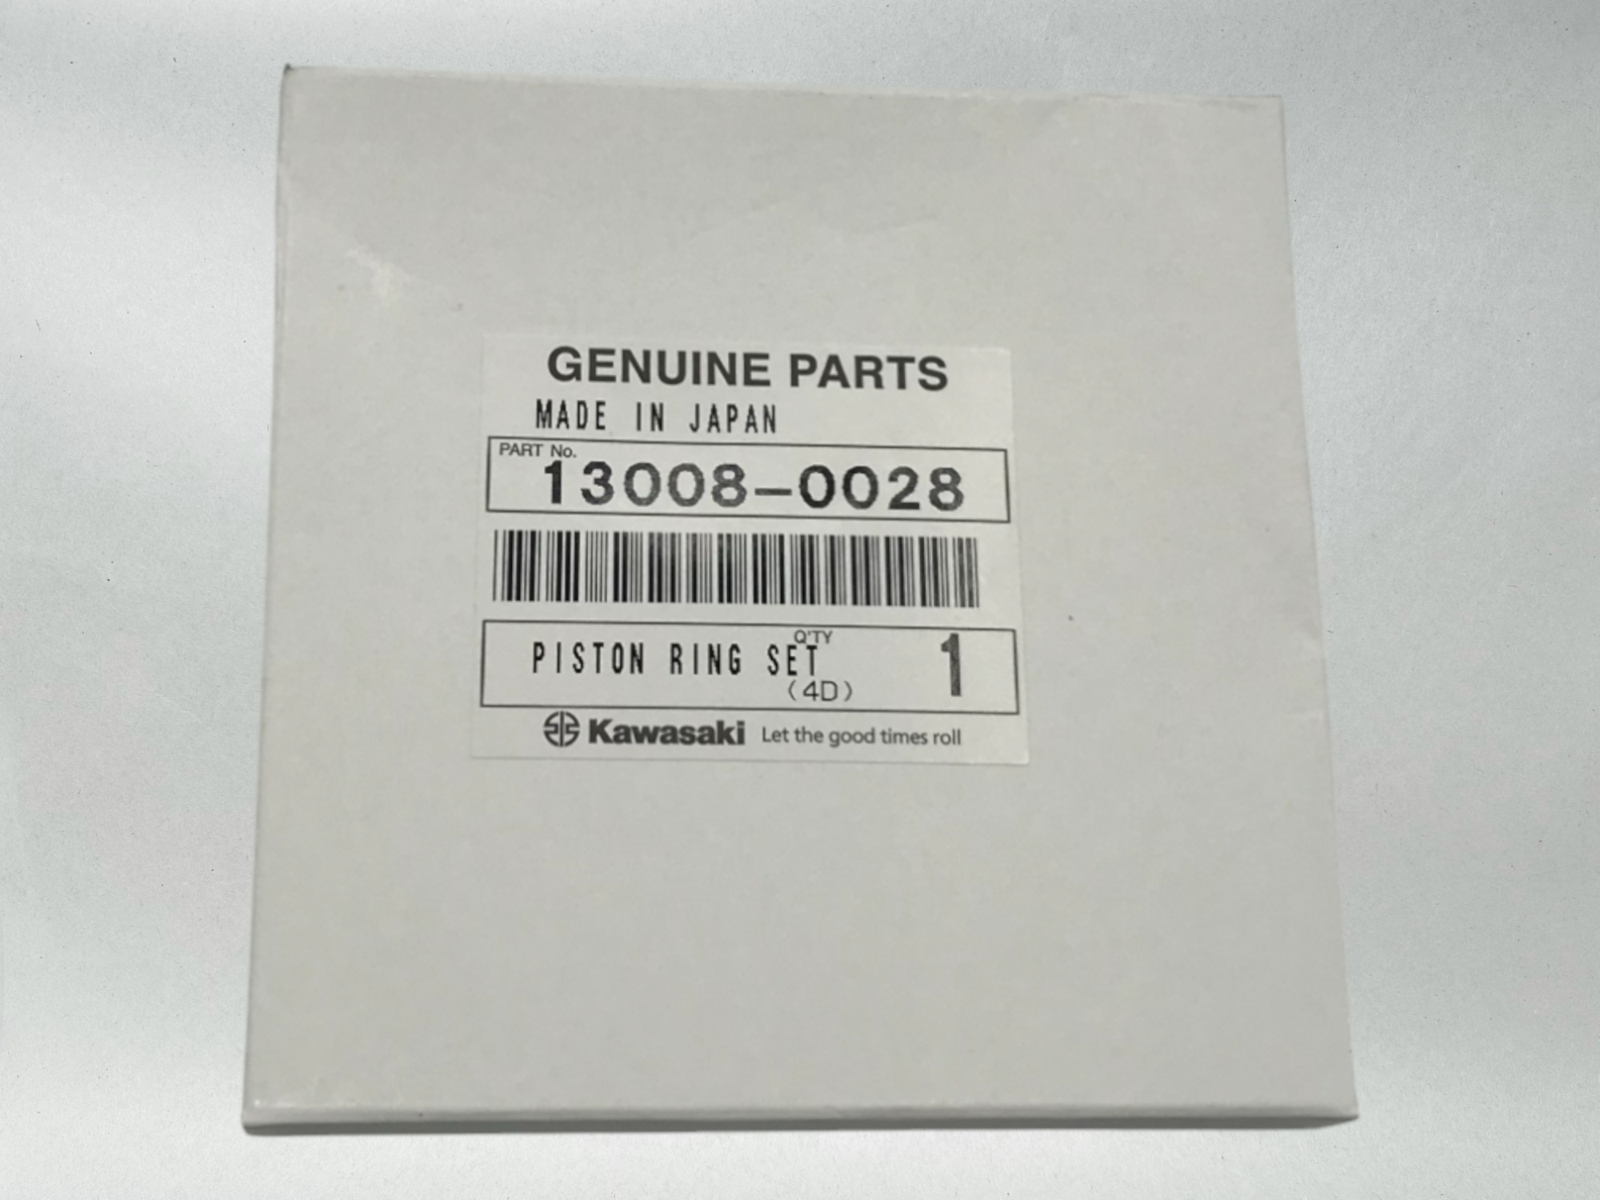 GENUINE PARTS
MADE IN JAPAN
PART No.
13008-0028
Q'TY
PISTON RING SET 1
(4D)
Kawasaki Let the good times roll